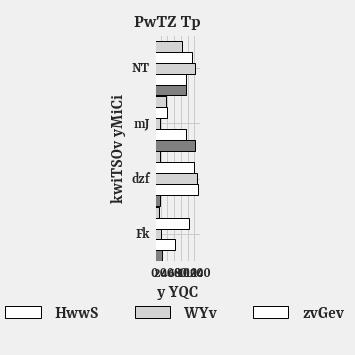 PwTZ Tp
kwiTSOv yMiCi
NT
mJ
dzf
Fk
y YQC
HwwS WYv zvGev